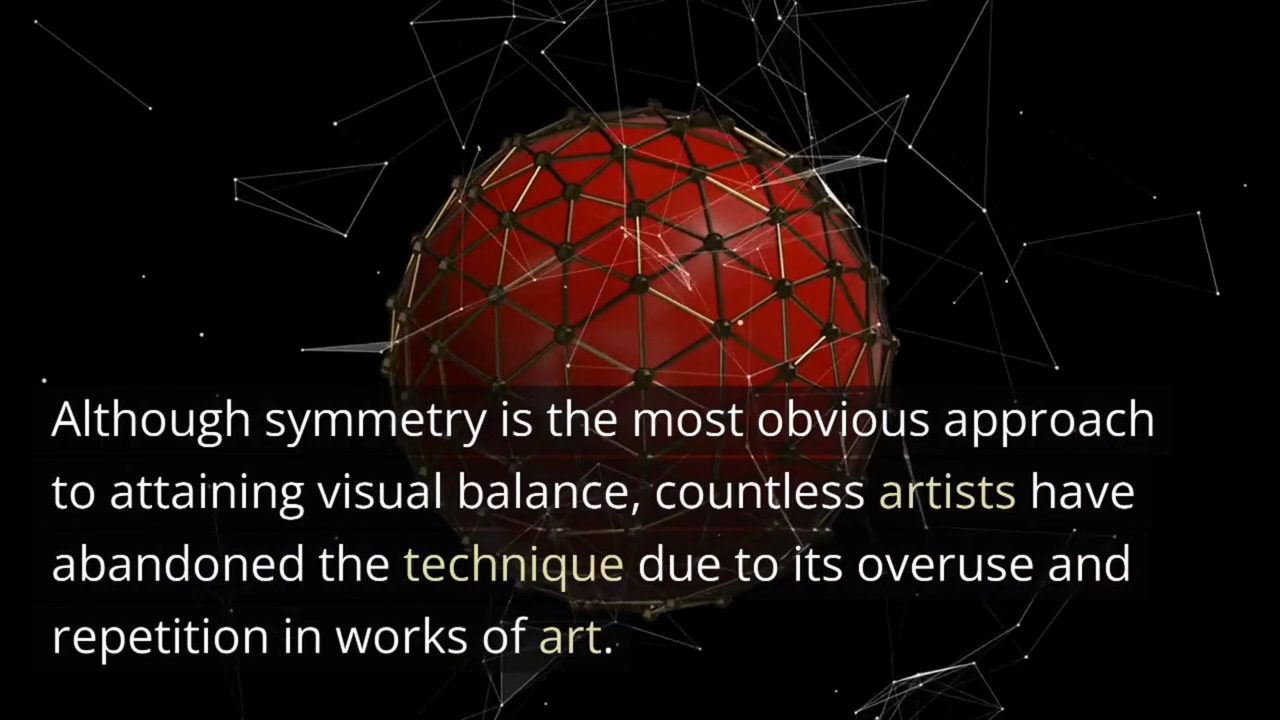 Although symmetry is the most obvious approach
to attaining visual balance, countless artists have
abandoned the technique due to its overuse and
repetition in works of art.